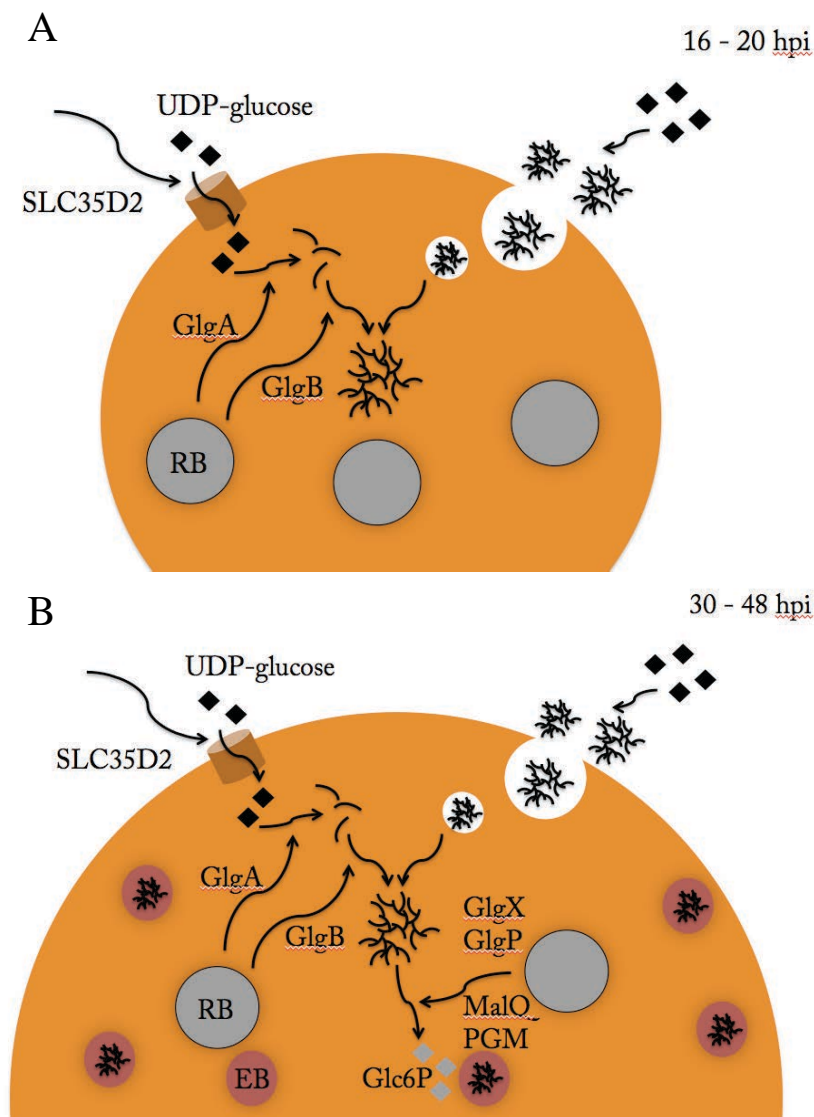 A
16 - 20 hpi
UDP-glucose
SLC35D2
GlgA
GlgB
RB
B
30 - 48 hpi
UDP-glucose
SLC35D2
GlgA
GlgX
GlgB
GlgP
RB
MalQ
PGM
EB
Glc6P